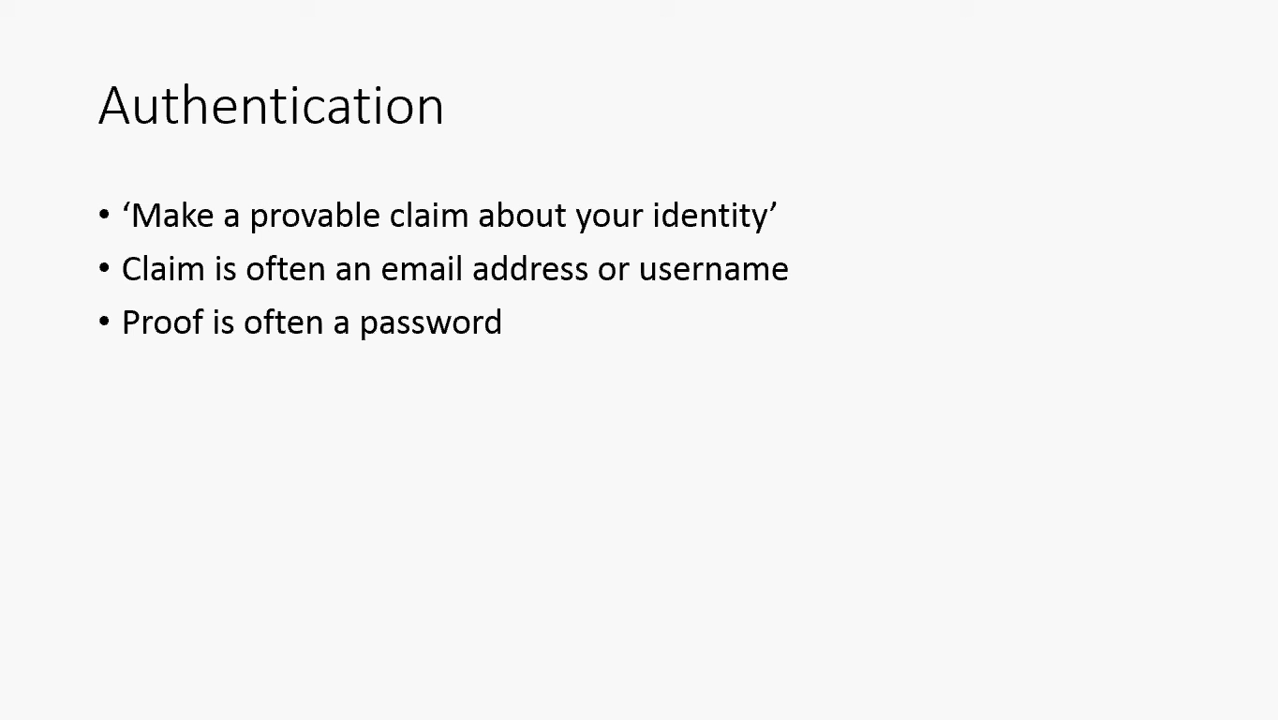 Authentication
• ‘Make a provable claim about your identity’
• Claim is often an email address or username
• Proof is often a password